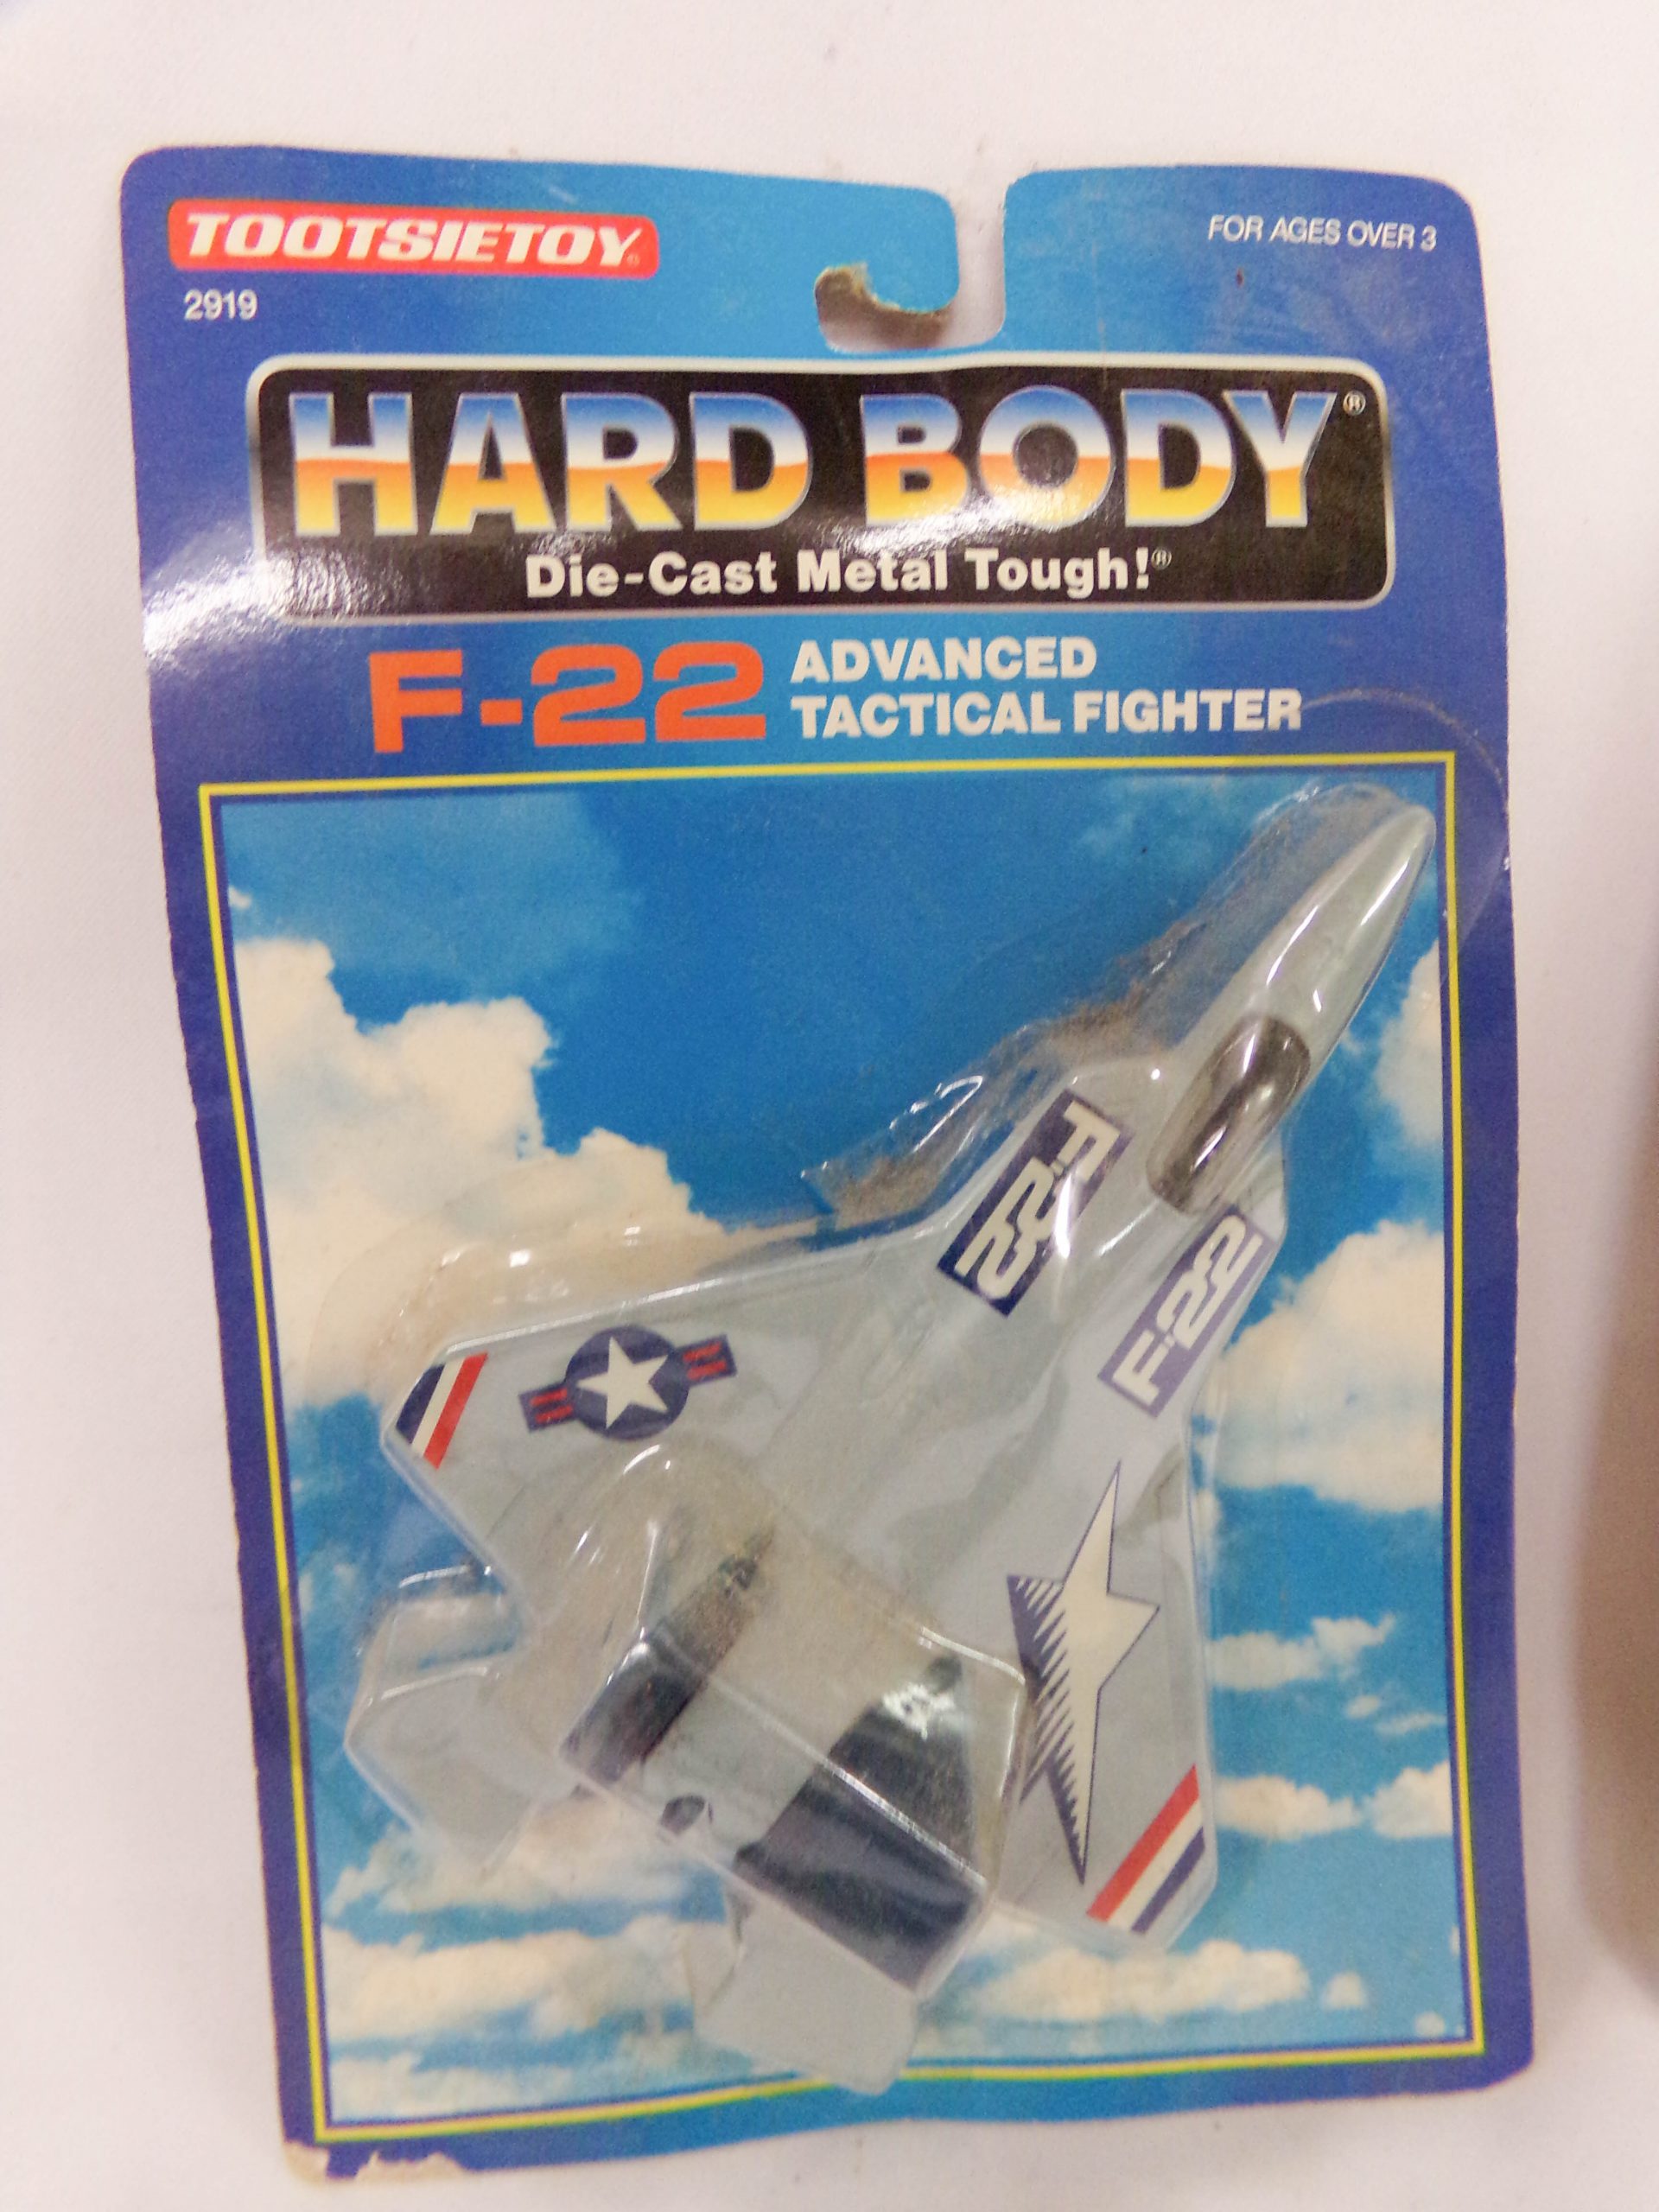 TOOTSIETOY®
2919
FOR AGES OVER 3
HARD BODY®
Die-Cast Metal Tough!®
F-22
ADVANCED
TACTICAL FIGHTER
F-22
F-22